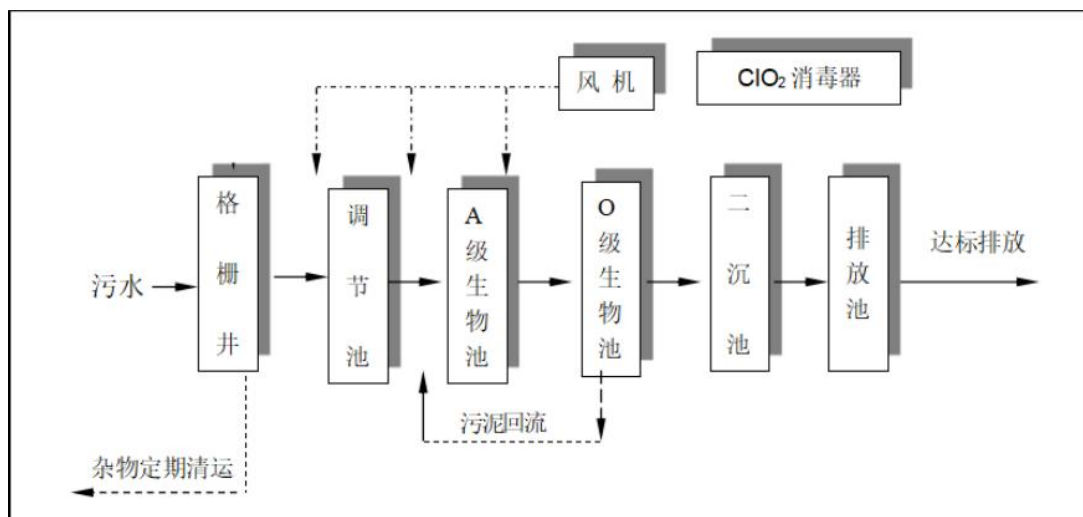 风 机
ClO₂ 消毒器
污水
格栅井
调节池
A级生物池
O级生物池
二沉池
排放池
达标排放
污泥回流
杂物定期清运